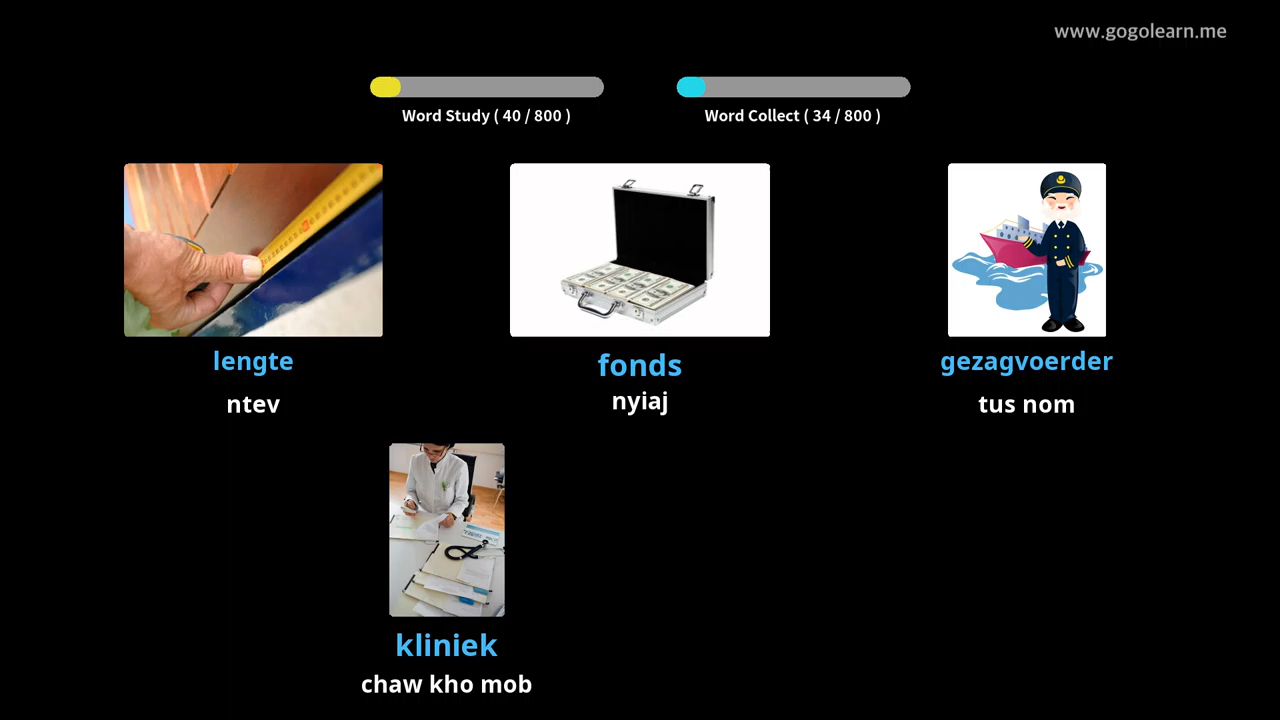 www.gogolearn.me
Word Study ( 40 / 800 )
Word Collect ( 34 / 800 )
lengte
fonds
gezagvoerder
ntev
nyiaj
tus nom
kliniek
chaw kho mob